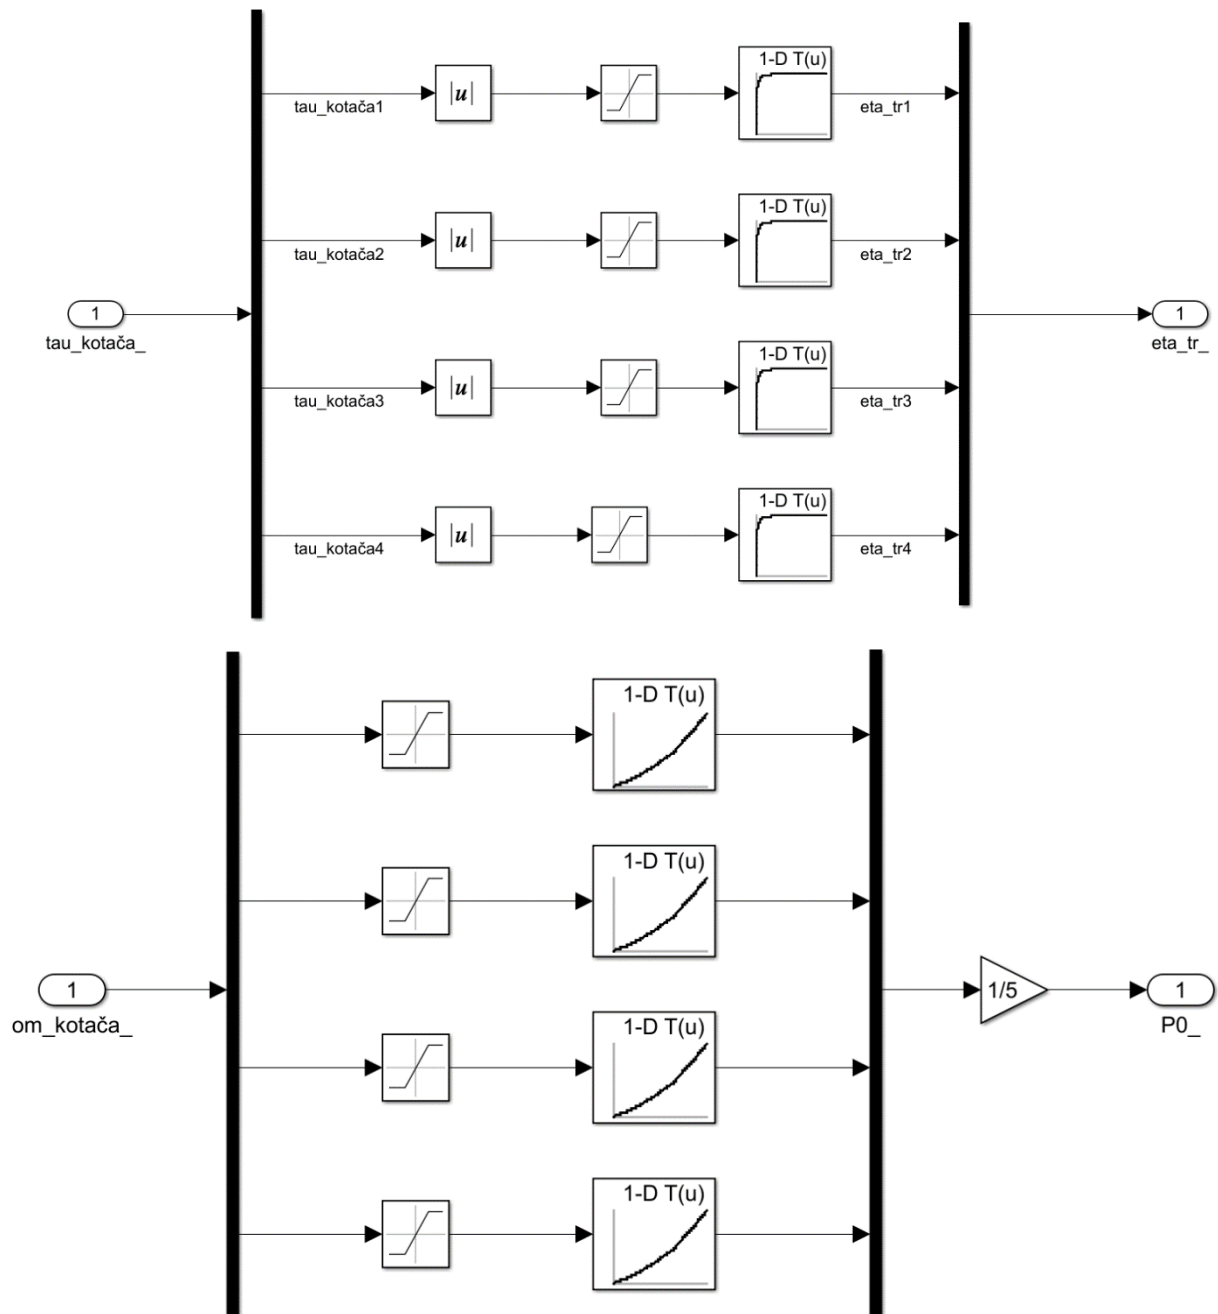 1-D T(u)
tau_kotača1
|u|
eta_tr1
1-D T(u)
tau_kotača2
|u|
eta_tr2
1
tau_kotača_
1
eta_tr_
1-D T(u)
tau_kotača3
|u|
eta_tr3
1-D T(u)
tau_kotača4
|u|
eta_tr4
1-D T(u)
1-D T(u)
1
om_kotača_
1/5
1
P0_
1-D T(u)
1-D T(u)